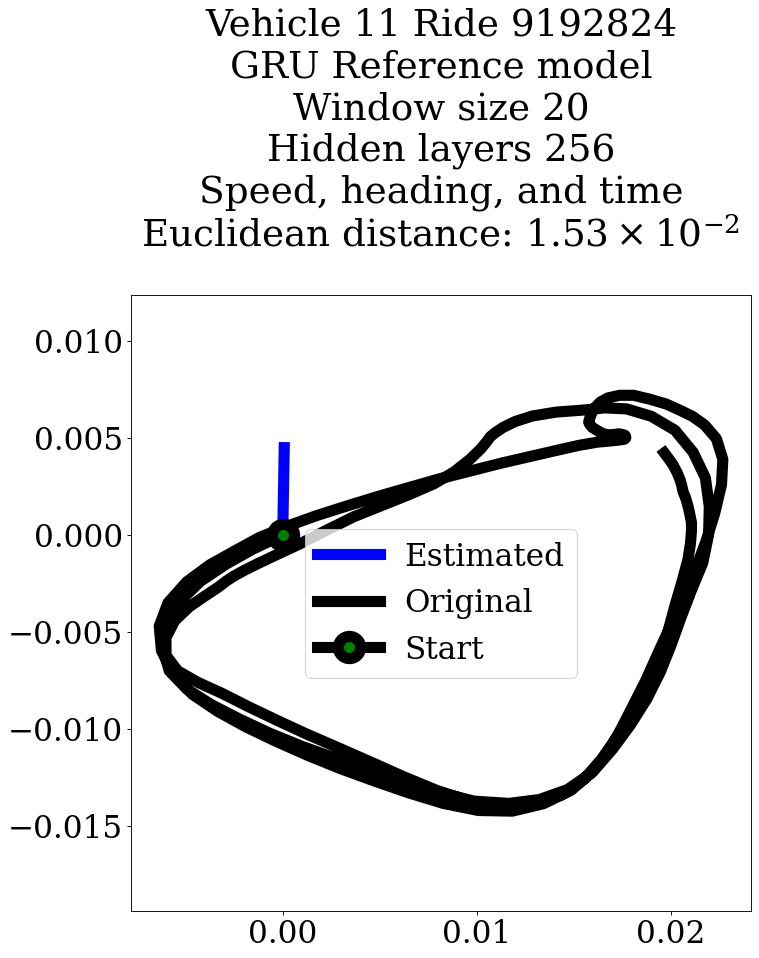 Vehicle 11 Ride 9192824
GRU Reference model
Window size 20
Hidden layers 256
Speed, heading, and time
Euclidean distance: 1.53 × 10⁻²
0.010
0.005
0.000
−0.005
−0.010
−0.015
Estimated
Original
Start
0.00 0.01 0.02